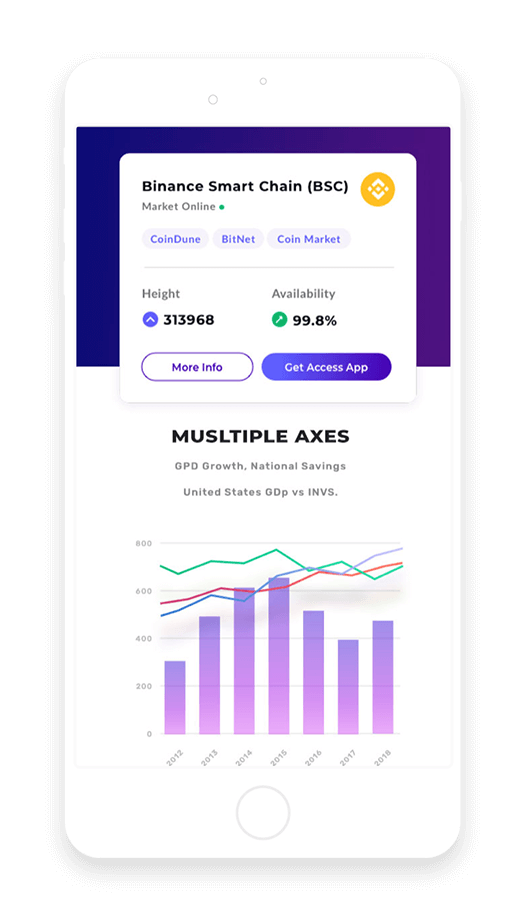 Binance Smart Chain (BSC)
Market Online
CoinDune BitNet Coin Market
Height Availability
313968 99.8%
More Info Get Access App
MUSLTIPLE AXES
GPD Growth, National Savings
United States GDp vs INVS.
800
600
400
200
0
2012 2013 2014 2015 2016 2017 2018